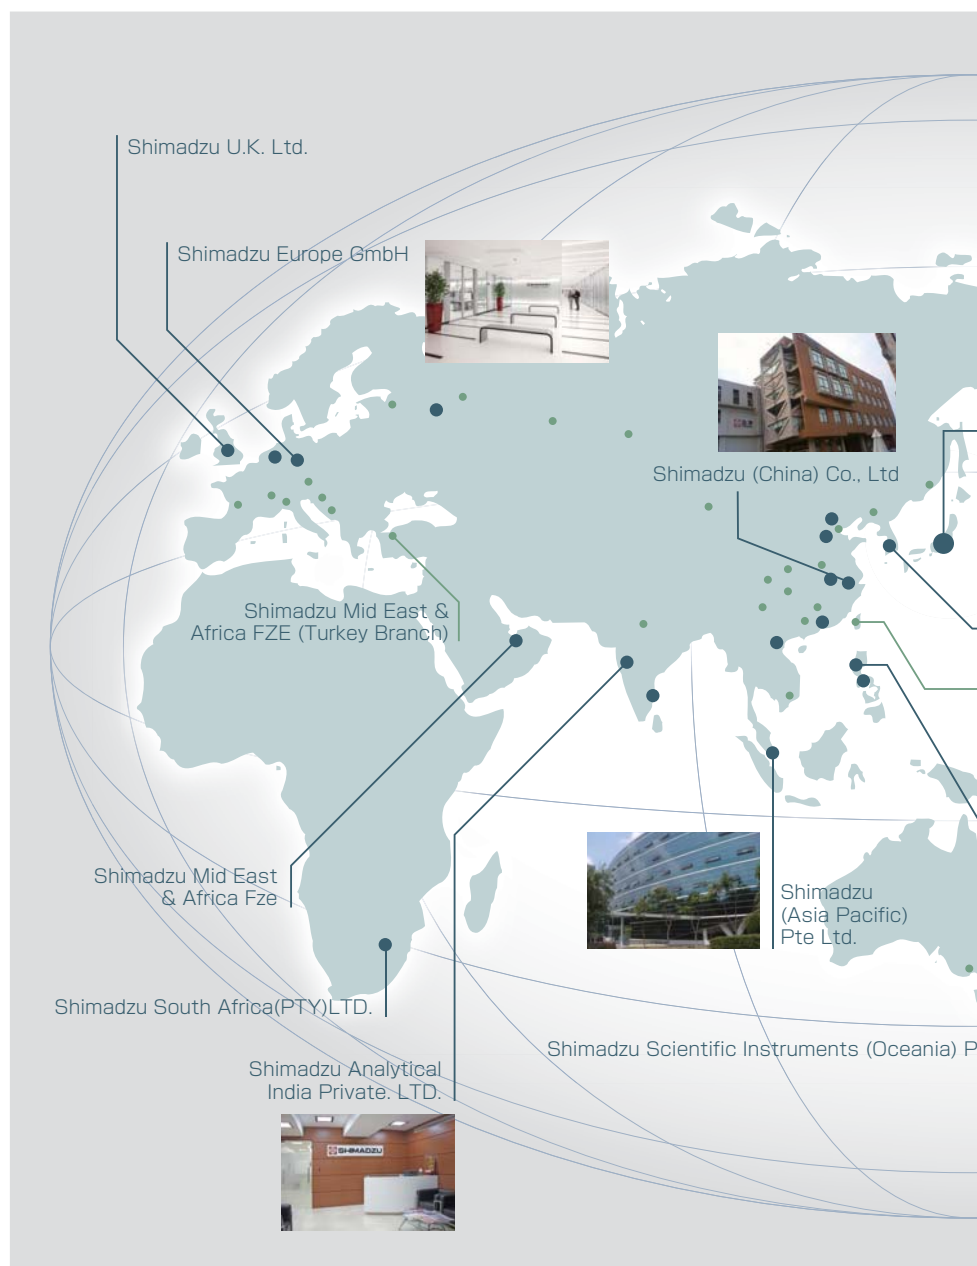 Shimadzu U.K. Ltd.
Shimadzu Europe GmbH
Shimadzu (China) Co., Ltd
Shimadzu Mid East &
Africa FZE (Turkey Branch)
Shimadzu Mid East
& Africa Fze
Shimadzu
(Asia Pacific)
Pte Ltd.
Shimadzu South Africa(PTY)LTD.
Shimadzu Scientific Instruments (Oceania) P
Shimadzu Analytical
India Private. LTD.
SHIMADZU